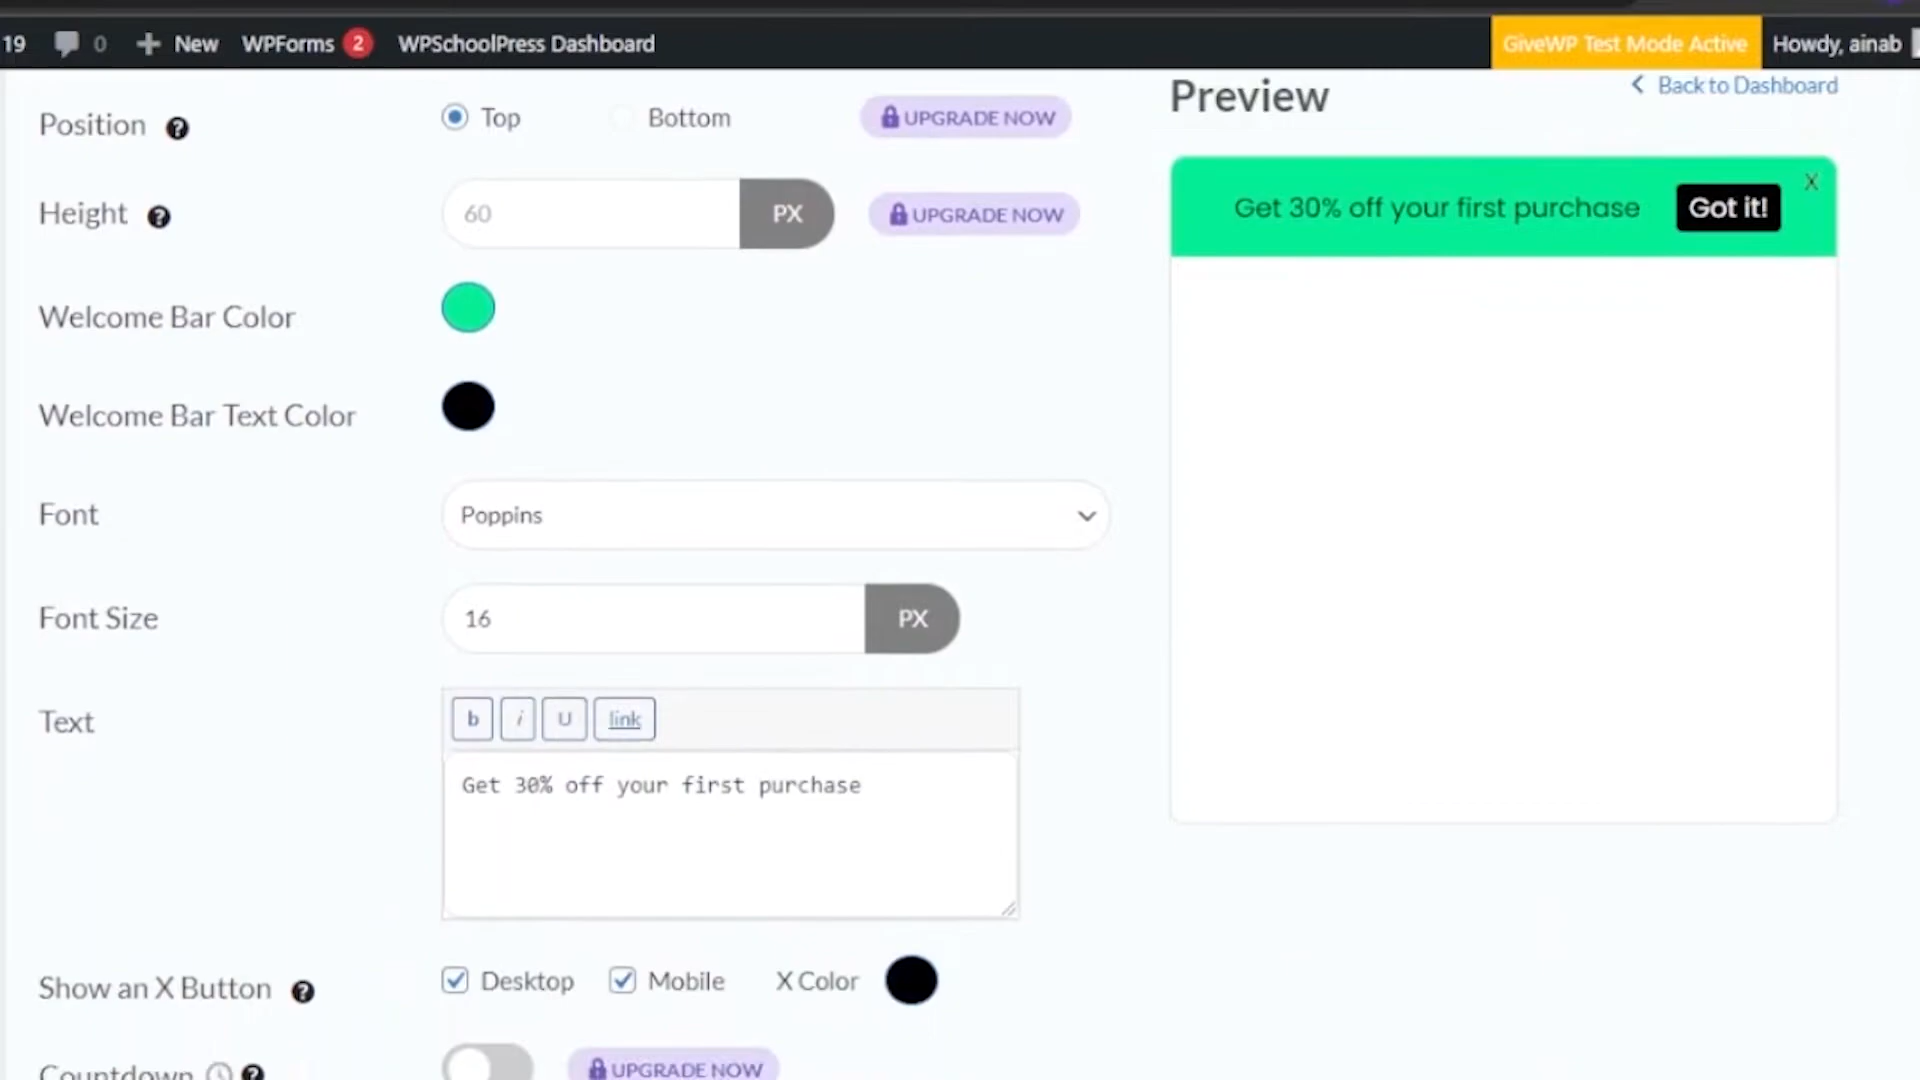 19 0 New WPForms 2 WPSchoolPress Dashboard GiveWP Test Mode Active Howdy, ainab
Position ? Top Bottom UPGRADE NOW
Height ? 60 PX UPGRADE NOW
Welcome Bar Color
Welcome Bar Text Color
Font Poppins
Font Size 16 PX
Text b i U link
Get 30% off your first purchase
Show an X Button ? Desktop Mobile X Color
Countdown ? UPGRADE NOW
Preview Back to Dashboard
Get 30% off your first purchase Got it! X